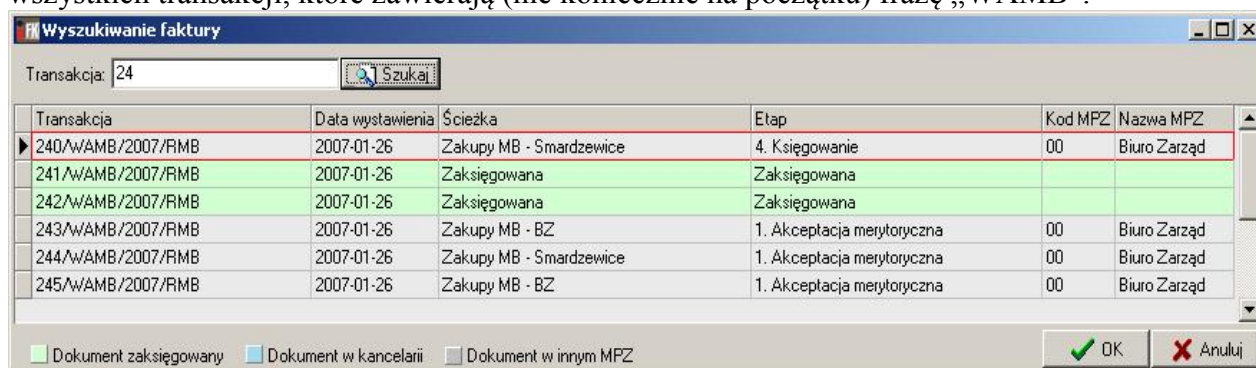 wszystkich transakcji, które zawierają (nie koniecznie na początku) frazę „WAMB”.
FK Wyszukiwanie faktury
Transakcja: 24 Szukaj
Transakcja Data wystawienia Ścieżka Etap Kod MPZ Nazwa MPZ
240/WAMB/2007/RMB 2007-01-26 Zakupy MB - Smardzewice 4. Księgowanie 00 Biuro Zarząd
241/WAMB/2007/RMB 2007-01-26 Zaksięgowana Zaksięgowana
242/WAMB/2007/RMB 2007-01-26 Zaksięgowana Zaksięgowana
243/WAMB/2007/RMB 2007-01-26 Zakupy MB - BZ 1. Akceptacja merytoryczna 00 Biuro Zarząd
244/WAMB/2007/RMB 2007-01-26 Zakupy MB - Smardzewice 1. Akceptacja merytoryczna 00 Biuro Zarząd
245/WAMB/2007/RMB 2007-01-26 Zakupy MB - BZ 1. Akceptacja merytoryczna 00 Biuro Zarząd
Dokument zaksięgowany Dokument w kancelarii Dokument w innym MPZ OK Anuluj